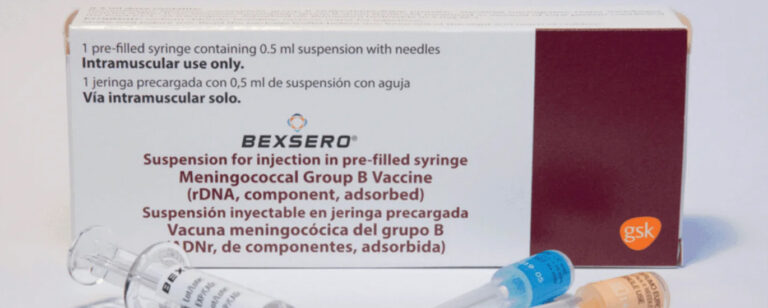 1 pre-filled syringe containing 0.5 ml suspension with needles
Intramuscular use only.
1 jeringa precargada con 0,5 ml de suspensión con aguja
Vía intramuscular solo.
BEXSERO®
Suspension for injection in pre-filled syringe
Meningococcal Group B Vaccine
(rDNA, component, adsorbed)
Suspensión inyectable en jeringa precargada
Vacuna meningocócica del grupo B
ADNr, de componentes, adsorbida)
gsk
BEXSER